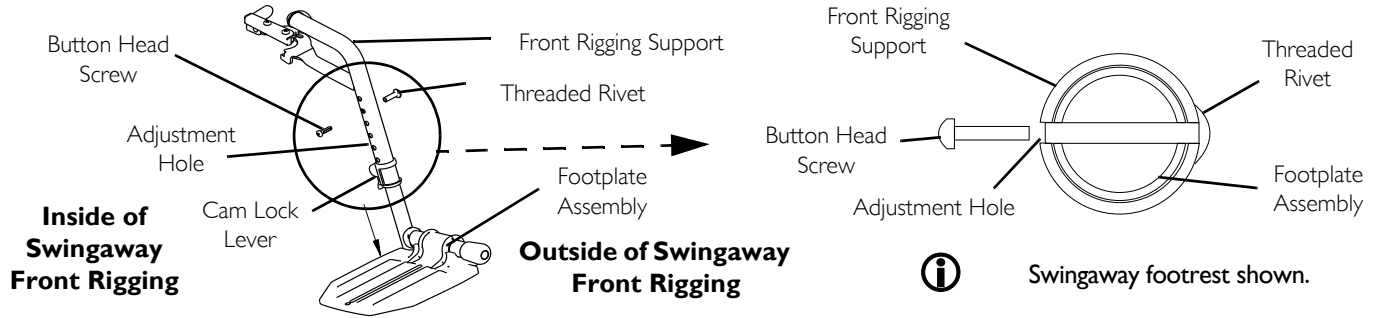 Button Head
Screw
Front Rigging Support
Threaded Rivet
Adjustment
Hole
Cam Lock
Lever
Footplate
Assembly
Inside of
Swingaway
Front Rigging
Outside of Swingaway
Front Rigging
Front Rigging
Support
Threaded
Rivet
Button Head
Screw
Adjustment Hole
Footplate
Assembly
Swingaway footrest shown.